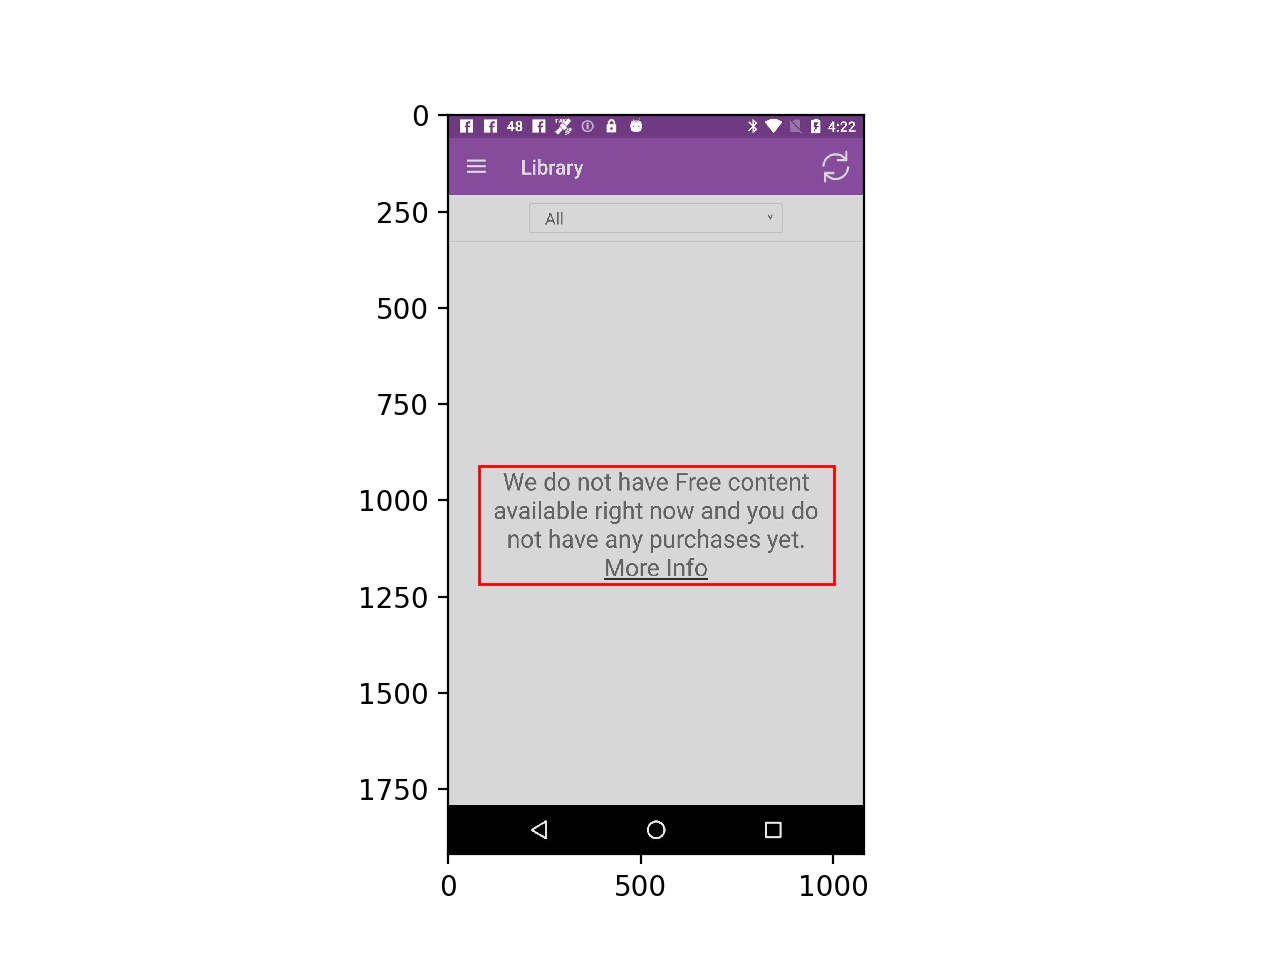 0
48
4:22
Library
250
All
500
750
1000
We do not have Free content
available right now and you do
not have any purchases yet.
More Info
1250
1500
1750
0
500
1000